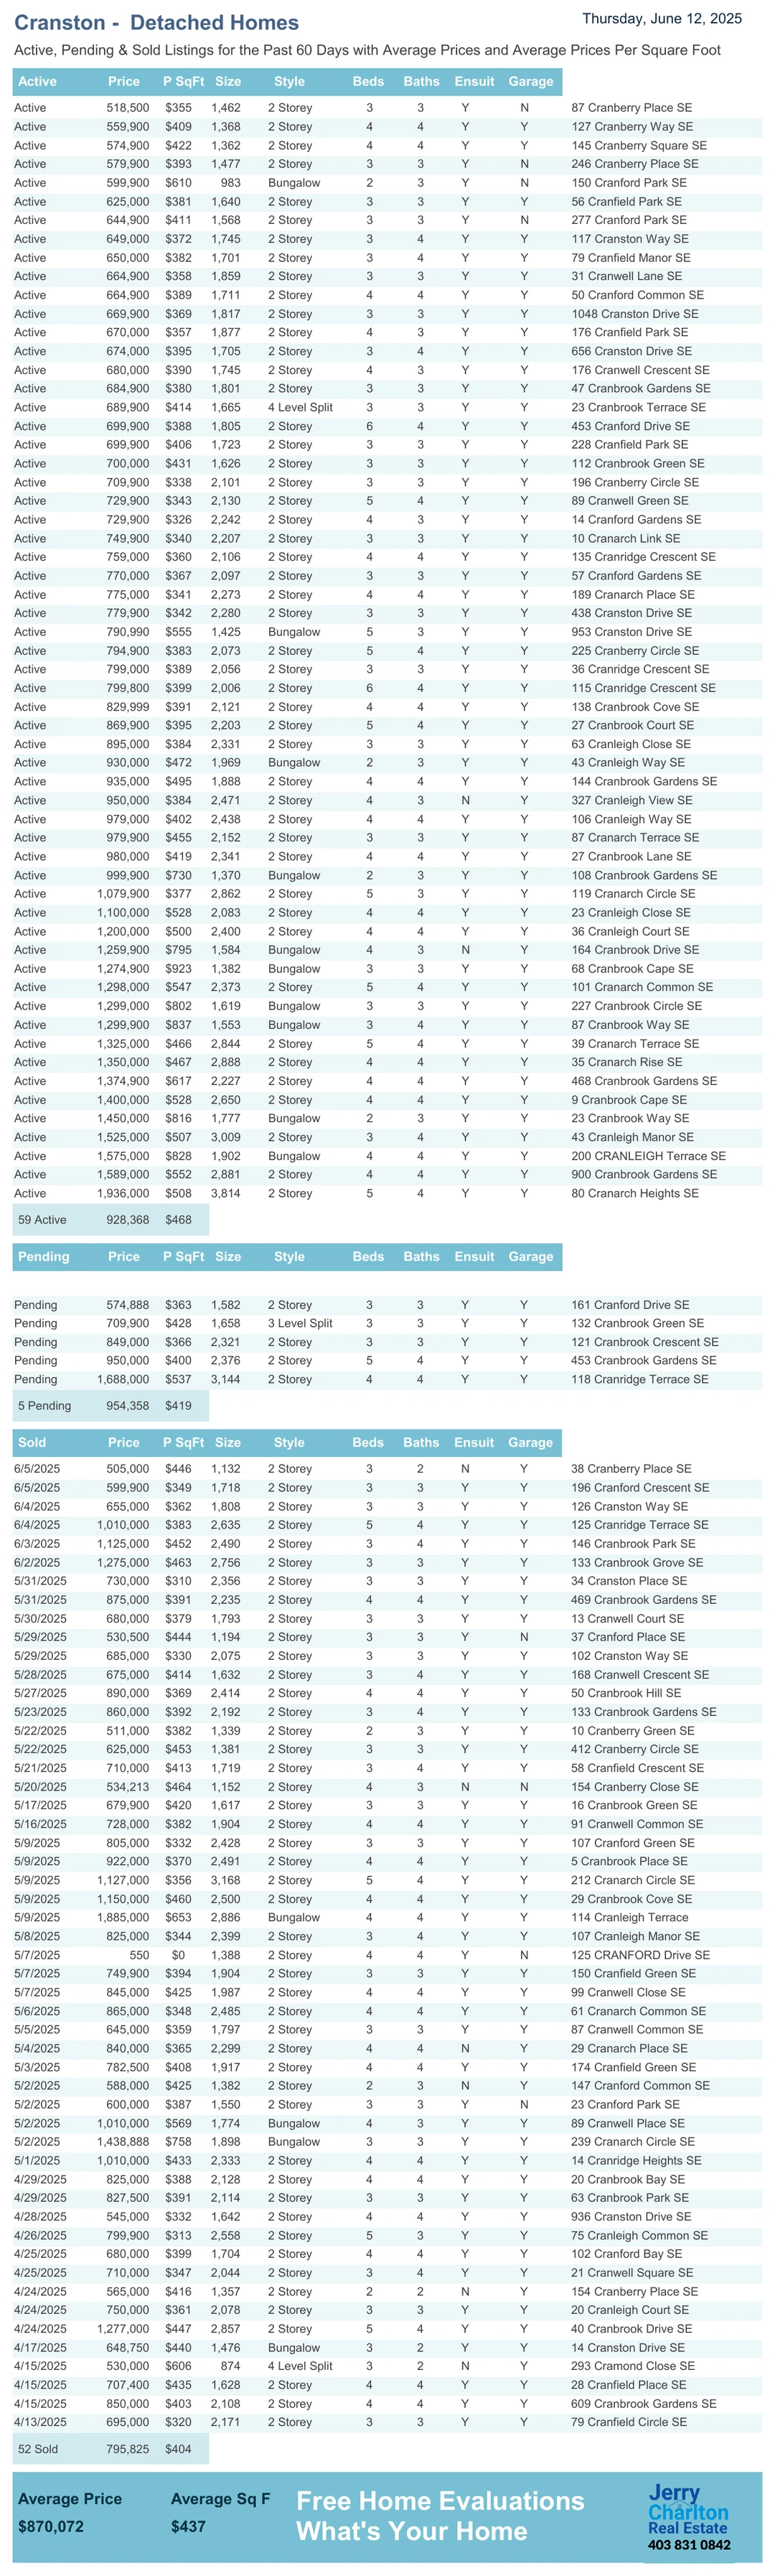 Cranston - Detached Homes
Thursday, June 12, 2025
Active, Pending & Sold Listings for the Past 60 Days with Average Prices and Average Prices Per Square Foot
Active Price P SqFt Size Style Beds Baths Ensuit Garage
Active 518,500 $355 1,462 2 Storey 3 3 Y N 87 Cranberry Place SE
Active 559,900 $409 1,368 2 Storey 4 4 Y Y 127 Cranberry Way SE
Active 574,900 $422 1,362 2 Storey 4 4 Y Y 145 Cranberry Square SE
Active 579,900 $393 1,477 2 Storey 3 3 Y N 246 Cranberry Place SE
Active 599,900 $610 983 Bungalow 2 3 Y N 150 Cranford Park SE
Active 625,000 $381 1,640 2 Storey 3 3 Y Y 56 Cranfield Park SE
Active 644,900 $411 1,568 2 Storey 3 3 Y N 277 Cranford Park SE
Active 649,000 $372 1,745 2 Storey 3 4 Y Y 117 Cranston Way SE
Active 650,000 $382 1,701 2 Storey 3 4 Y Y 79 Cranfield Manor SE
Active 664,900 $358 1,859 2 Storey 3 3 Y Y 31 Cranwell Lane SE
Active 664,900 $389 1,711 2 Storey 4 4 Y Y 50 Cranford Common SE
Active 669,900 $369 1,817 2 Storey 3 3 Y Y 1048 Cranston Drive SE
Active 670,000 $357 1,877 2 Storey 4 3 Y Y 176 Cranfield Park SE
Active 674,000 $395 1,705 2 Storey 3 4 Y Y 656 Cranston Drive SE
Active 680,000 $390 1,745 2 Storey 4 3 Y Y 176 Cranwell Crescent SE
Active 684,900 $380 1,801 2 Storey 3 3 Y Y 47 Cranbrook Gardens SE
Active 689,900 $414 1,665 4 Level Split 3 3 Y Y 23 Cranbrook Terrace SE
Active 699,900 $388 1,805 2 Storey 6 4 Y Y 453 Cranford Drive SE
Active 699,900 $406 1,723 2 Storey 3 3 Y Y 228 Cranfield Park SE
Active 700,000 $431 1,626 2 Storey 3 3 Y Y 112 Cranbrook Green SE
Active 709,900 $338 2,101 2 Storey 3 3 Y Y 196 Cranberry Circle SE
Active 729,900 $343 2,130 2 Storey 5 4 Y Y 89 Cranwell Green SE
Active 729,900 $326 2,242 2 Storey 4 3 Y Y 14 Cranford Gardens SE
Active 749,900 $340 2,207 2 Storey 3 3 Y Y 10 Cranarch Link SE
Active 759,000 $360 2,106 2 Storey 4 4 Y Y 135 Cranridge Crescent SE
Active 770,000 $367 2,097 2 Storey 3 3 Y Y 57 Cranford Gardens SE
Active 775,000 $341 2,273 2 Storey 4 4 Y Y 189 Cranarch Place SE
Active 779,900 $342 2,280 2 Storey 3 3 Y Y 438 Cranston Drive SE
Active 790,990 $555 1,425 Bungalow 5 3 Y Y 953 Cranston Drive SE
Active 794,900 $383 2,073 2 Storey 5 4 Y Y 225 Cranberry Circle SE
Active 799,000 $389 2,056 2 Storey 3 3 Y Y 36 Cranridge Crescent SE
Active 799,800 $399 2,006 2 Storey 6 4 Y Y 115 Cranridge Crescent SE
Active 829,999 $391 2,121 2 Storey 4 4 Y Y 138 Cranbrook Cove SE
Active 869,900 $395 2,203 2 Storey 5 4 Y Y 27 Cranbrook Court SE
Active 895,000 $384 2,331 2 Storey 3 3 Y Y 63 Cranleigh Close SE
Active 930,000 $472 1,969 Bungalow 2 3 Y Y 43 Cranleigh Way SE
Active 935,000 $495 1,888 2 Storey 4 4 Y Y 144 Cranbrook Gardens SE
Active 950,000 $384 2,471 2 Storey 4 3 N Y 327 Cranleigh View SE
Active 979,000 $402 2,438 2 Storey 4 4 Y Y 106 Cranleigh Way SE
Active 979,900 $455 2,152 2 Storey 3 3 Y Y 87 Cranarch Terrace SE
Active 980,000 $419 2,341 2 Storey 4 4 Y Y 27 Cranbrook Lane SE
Active 999,900 $730 1,370 Bungalow 2 3 Y Y 108 Cranbrook Gardens SE
Active 1,079,900 $377 2,862 2 Storey 5 3 Y Y 119 Cranarch Circle SE
Active 1,100,000 $528 2,083 2 Storey 4 4 Y Y 23 Cranleigh Close SE
Active 1,200,000 $500 2,400 2 Storey 4 4 Y Y 36 Cranleigh Court SE
Active 1,259,900 $795 1,584 Bungalow 4 3 N Y 164 Cranbrook Drive SE
Active 1,274,900 $923 1,382 Bungalow 3 3 Y Y 68 Cranbrook Cape SE
Active 1,298,000 $547 2,373 2 Storey 5 4 Y Y 101 Cranarch Common SE
Active 1,299,000 $802 1,619 Bungalow 3 3 Y Y 227 Cranbrook Circle SE
Active 1,299,900 $837 1,553 Bungalow 3 4 Y Y 87 Cranbrook Way SE
Active 1,325,000 $466 2,844 2 Storey 5 4 Y Y 39 Cranarch Terrace SE
Active 1,350,000 $467 2,888 2 Storey 4 4 Y Y 35 Cranarch Rise SE
Active 1,374,900 $617 2,227 2 Storey 4 4 Y Y 468 Cranbrook Gardens SE
Active 1,400,000 $528 2,650 2 Storey 4 4 Y Y 9 Cranbrook Cape SE
Active 1,450,000 $816 1,777 Bungalow 2 3 Y Y 23 Cranbrook Way SE
Active 1,525,000 $507 3,009 2 Storey 3 4 Y Y 43 Cranleigh Manor SE
Active 1,575,000 $828 1,902 Bungalow 4 4 Y Y 200 CRANLEIGH Terrace SE
Active 1,589,000 $552 2,881 2 Storey 4 4 Y Y 900 Cranbrook Gardens SE
Active 1,936,000 $508 3,814 2 Storey 5 4 Y Y 80 Cranarch Heights SE
59 Active 928,368 $468
Pending Price P SqFt Size Style Beds Baths Ensuit Garage
Pending 574,888 $363 1,582 2 Storey 3 3 Y Y 161 Cranford Drive SE
Pending 709,900 $428 1,658 3 Level Split 3 3 Y Y 132 Cranbrook Green SE
Pending 849,000 $366 2,321 2 Storey 3 3 Y Y 121 Cranbrook Crescent SE
Pending 950,000 $400 2,376 2 Storey 5 4 Y Y 453 Cranbrook Gardens SE
Pending 1,688,000 $537 3,144 2 Storey 4 4 Y Y 118 Cranridge Terrace SE
5 Pending 954,358 $419
Sold Price P SqFt Size Style Beds Baths Ensuit Garage
6/5/2025 505,000 $446 1,132 2 Storey 3 2 N Y 38 Cranberry Place SE
6/5/2025 599,900 $349 1,718 2 Storey 3 3 Y Y 196 Cranford Crescent SE
6/4/2025 655,000 $362 1,808 2 Storey 3 3 Y Y 126 Cranston Way SE
6/4/2025 1,010,000 $383 2,635 2 Storey 5 4 Y Y 125 Cranridge Terrace SE
6/3/2025 1,125,000 $452 2,490 2 Storey 3 4 Y Y 146 Cranbrook Park SE
6/2/2025 1,275,000 $463 2,756 2 Storey 3 3 Y Y 133 Cranbrook Grove SE
5/31/2025 730,000 $310 2,356 2 Storey 3 3 Y Y 34 Cranston Place SE
5/31/2025 875,000 $391 2,235 2 Storey 4 4 Y Y 469 Cranbrook Gardens SE
5/30/2025 680,000 $379 1,793 2 Storey 3 3 Y Y 13 Cranwell Court SE
5/29/2025 530,500 $444 1,194 2 Storey 3 3 Y N 37 Cranford Place SE
5/29/2025 685,000 $330 2,075 2 Storey 3 3 Y Y 102 Cranston Way SE
5/28/2025 675,000 $414 1,632 2 Storey 3 4 Y Y 168 Cranwell Crescent SE
5/27/2025 890,000 $369 2,414 2 Storey 4 4 Y Y 50 Cranbrook Hill SE
5/23/2025 860,000 $392 2,192 2 Storey 3 4 Y Y 133 Cranbrook Gardens SE
5/22/2025 511,000 $382 1,339 2 Storey 2 3 Y Y 10 Cranberry Green SE
5/22/2025 625,000 $453 1,381 2 Storey 3 3 Y Y 412 Cranberry Circle SE
5/21/2025 710,000 $413 1,719 2 Storey 3 4 Y Y 58 Cranfield Crescent SE
5/20/2025 534,213 $464 1,152 2 Storey 4 3 N N 154 Cranberry Close SE
5/17/2025 679,900 $420 1,617 2 Storey 3 3 Y Y 16 Cranbrook Green SE
5/16/2025 728,000 $382 1,904 2 Storey 4 4 Y Y 91 Cranwell Common SE
5/9/2025 805,000 $332 2,428 2 Storey 3 3 Y Y 107 Cranford Green SE
5/9/2025 922,000 $370 2,491 2 Storey 4 4 Y Y 5 Cranbrook Place SE
5/9/2025 1,127,000 $356 3,168 2 Storey 5 4 Y Y 212 Cranarch Circle SE
5/9/2025 1,150,000 $460 2,500 2 Storey 4 4 Y Y 29 Cranbrook Cove SE
5/9/2025 1,885,000 $653 2,886 Bungalow 4 4 Y Y 114 Cranleigh Terrace
5/8/2025 825,000 $344 2,399 2 Storey 3 4 Y Y 107 Cranleigh Manor SE
5/7/2025 550 $0 1,388 2 Storey 4 4 Y N 125 CRANFORD Drive SE
5/7/2025 749,900 $394 1,904 2 Storey 3 3 Y Y 150 Cranfield Green SE
5/7/2025 845,000 $425 1,987 2 Storey 4 4 Y Y 99 Cranwell Close SE
5/6/2025 865,000 $348 2,485 2 Storey 4 4 Y Y 61 Cranarch Common SE
5/5/2025 645,000 $359 1,797 2 Storey 3 3 Y Y 87 Cranwell Common SE
5/4/2025 840,000 $365 2,299 2 Storey 4 4 N Y 29 Cranarch Place SE
5/3/2025 782,500 $408 1,917 2 Storey 4 4 Y Y 174 Cranfield Green SE
5/2/2025 588,000 $425 1,382 2 Storey 2 3 N Y 147 Cranford Common SE
5/2/2025 600,000 $387 1,550 2 Storey 3 3 Y N 23 Cranford Park SE
5/2/2025 1,010,000 $569 1,774 Bungalow 4 3 Y Y 89 Cranwell Place SE
5/2/2025 1,438,888 $758 1,898 Bungalow 3 3 Y Y 239 Cranarch Circle SE
5/1/2025 1,010,000 $433 2,333 2 Storey 4 4 Y Y 14 Cranridge Heights SE
4/29/2025 825,000 $388 2,128 2 Storey 4 4 Y Y 20 Cranbrook Bay SE
4/29/2025 827,500 $391 2,114 2 Storey 3 3 Y Y 63 Cranbrook Park SE
4/28/2025 545,000 $332 1,642 2 Storey 4 4 Y Y 936 Cranston Drive SE
4/26/2025 799,900 $313 2,558 2 Storey 5 3 Y Y 75 Cranleigh Common SE
4/25/2025 680,000 $399 1,704 2 Storey 4 4 Y Y 102 Cranford Bay SE
4/25/2025 710,000 $347 2,044 2 Storey 3 4 Y Y 21 Cranwell Square SE
4/24/2025 565,000 $416 1,357 2 Storey 2 2 N Y 154 Cranberry Place SE
4/24/2025 750,000 $361 2,078 2 Storey 3 3 Y Y 20 Cranleigh Court SE
4/24/2025 1,277,000 $447 2,857 2 Storey 5 4 Y Y 40 Cranbrook Drive SE
4/17/2025 648,750 $440 1,476 Bungalow 3 2 Y Y 14 Cranston Drive SE
4/15/2025 530,000 $606 874 4 Level Split 3 2 N Y 293 Cramond Close SE
4/15/2025 707,400 $435 1,628 2 Storey 4 4 Y Y 28 Cranfield Place SE
4/15/2025 850,000 $403 2,108 2 Storey 4 4 Y Y 609 Cranbrook Gardens SE
4/13/2025 695,000 $320 2,171 2 Storey 3 3 Y Y 79 Cranfield Circle SE
52 Sold 795,825 $404
Average Price Average Sq F
$870,072 $437
Free Home Evaluations
What's Your Home
Jerry
Charlton
Real Estate
403 831 0842